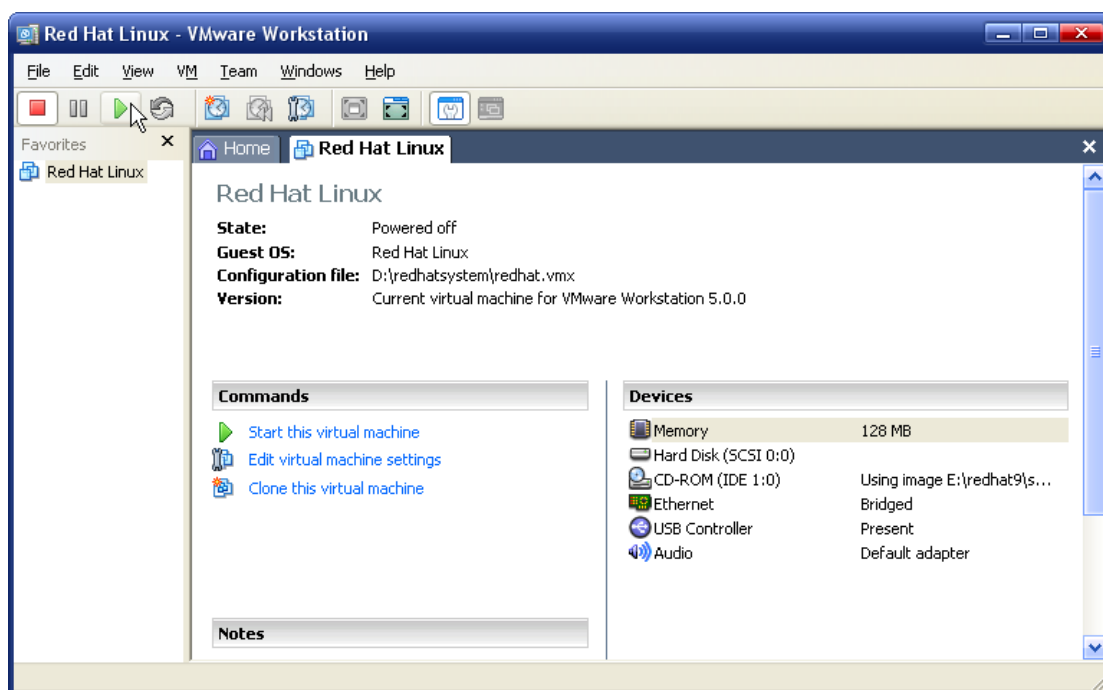 Red Hat Linux - VMware Workstation
File Edit View VM Team Windows Help
Favorites
Red Hat Linux
Home Red Hat Linux
Red Hat Linux
State: Powered off
Guest OS: Red Hat Linux
Configuration file: D:\redhatsystem\redhat.vmx
Version: Current virtual machine for VMware Workstation 5.0.0
Commands
Start this virtual machine
Edit virtual machine settings
Clone this virtual machine
Notes
Devices
Memory 128 MB
Hard Disk (SCSI 0:0)
CD-ROM (IDE 1:0) Using image E:\redhat9\s...
Ethernet Bridged
USB Controller Present
Audio Default adapter